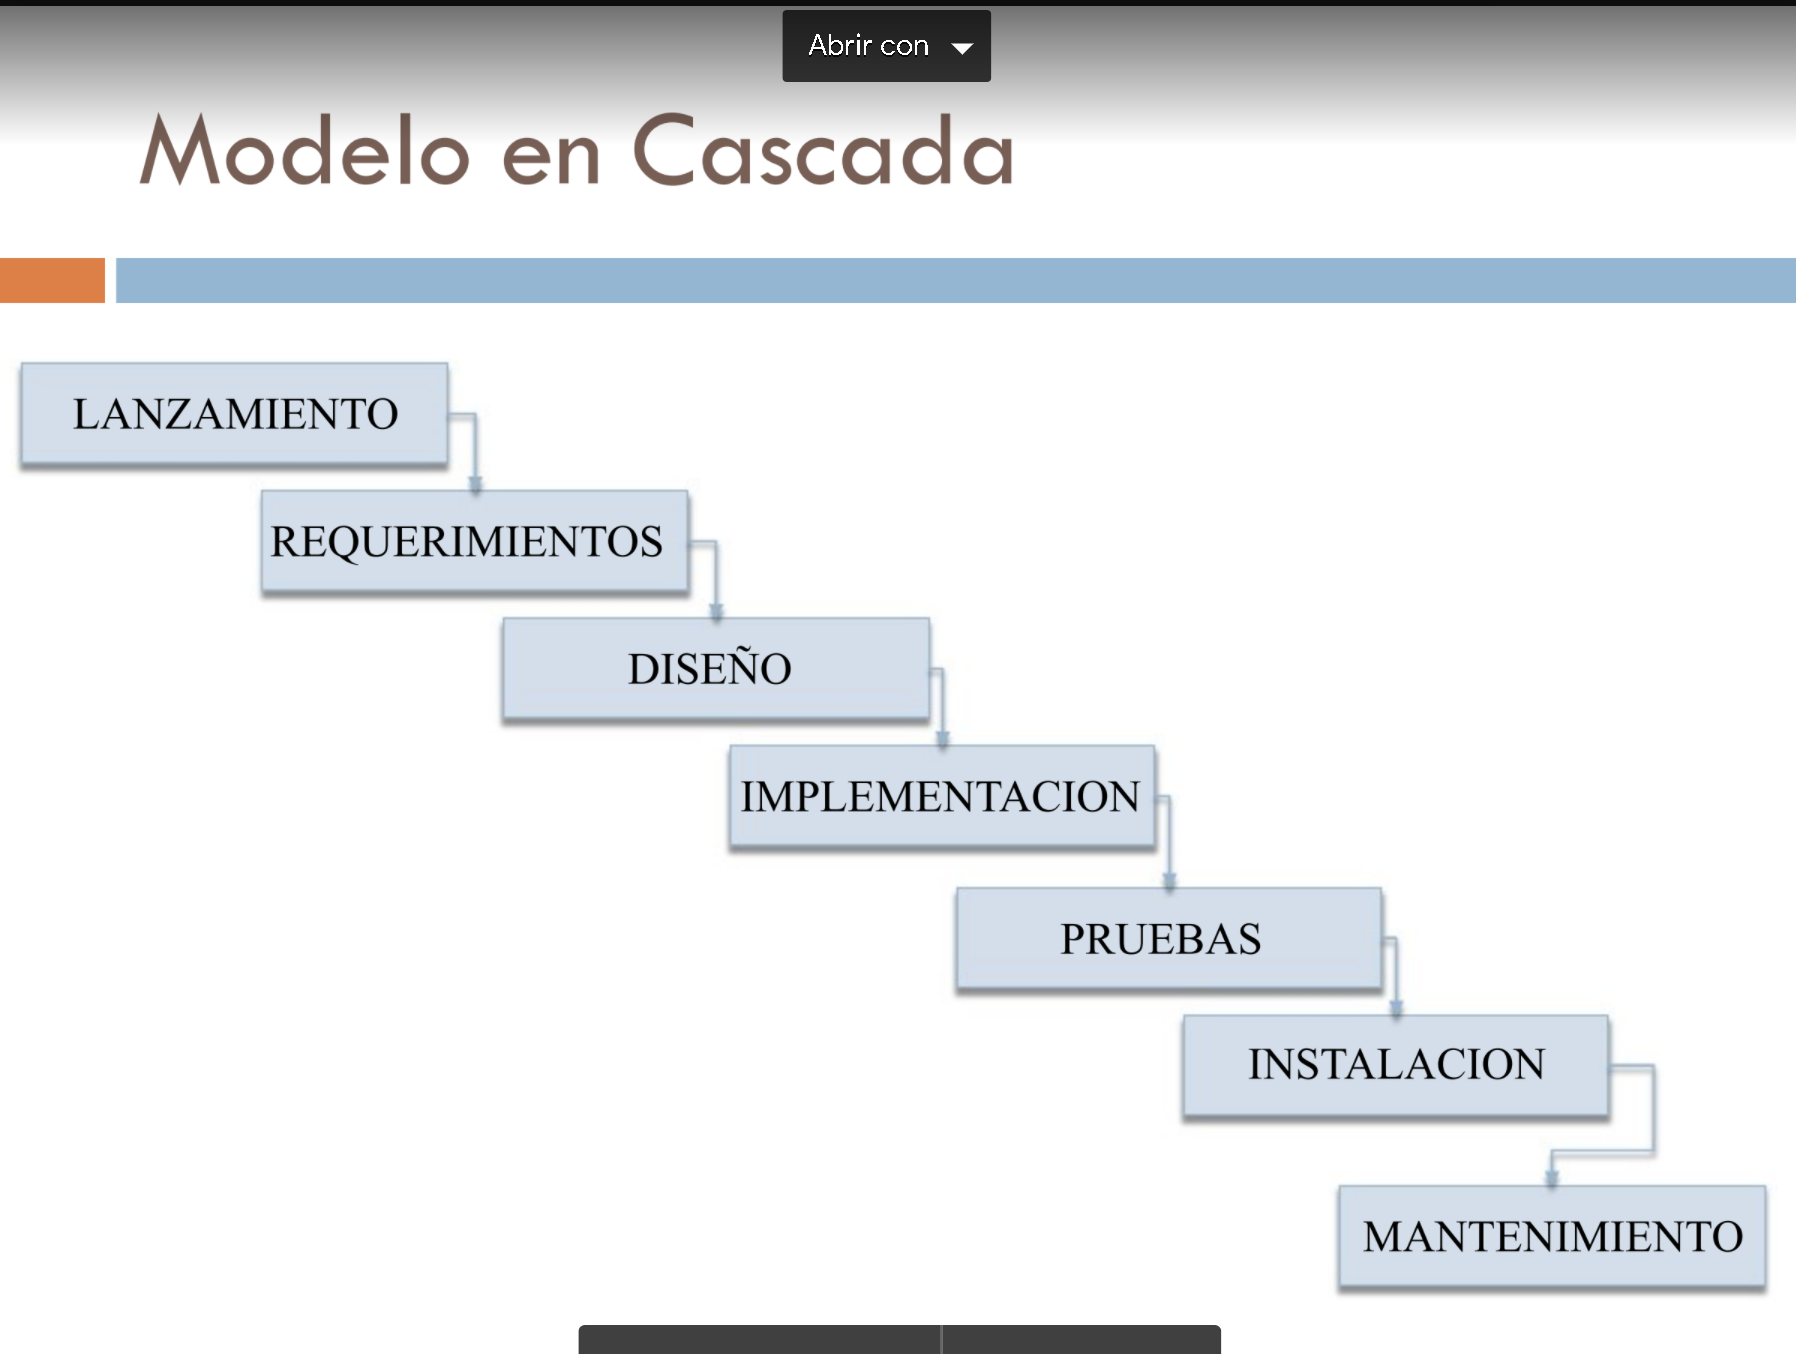 Abrir con
Modelo en Cascada
LANZAMIENTO
REQUERIMIENTOS
DISEÑO
IMPLEMENTACION
PRUEBAS
INSTALACION
MANTENIMIENTO